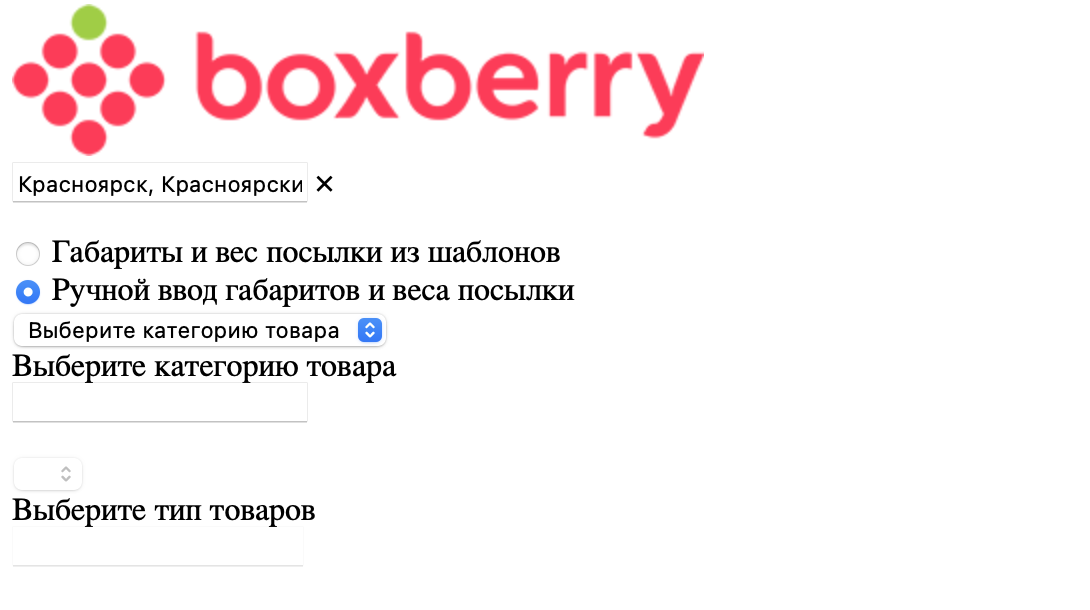 boxberry
Красноярск, Красноярски
Габариты и вес посылки из шаблонов
Ручной ввод габаритов и веса посылки
Выберите категорию товара
Выберите категорию товара
Выберите тип товаров